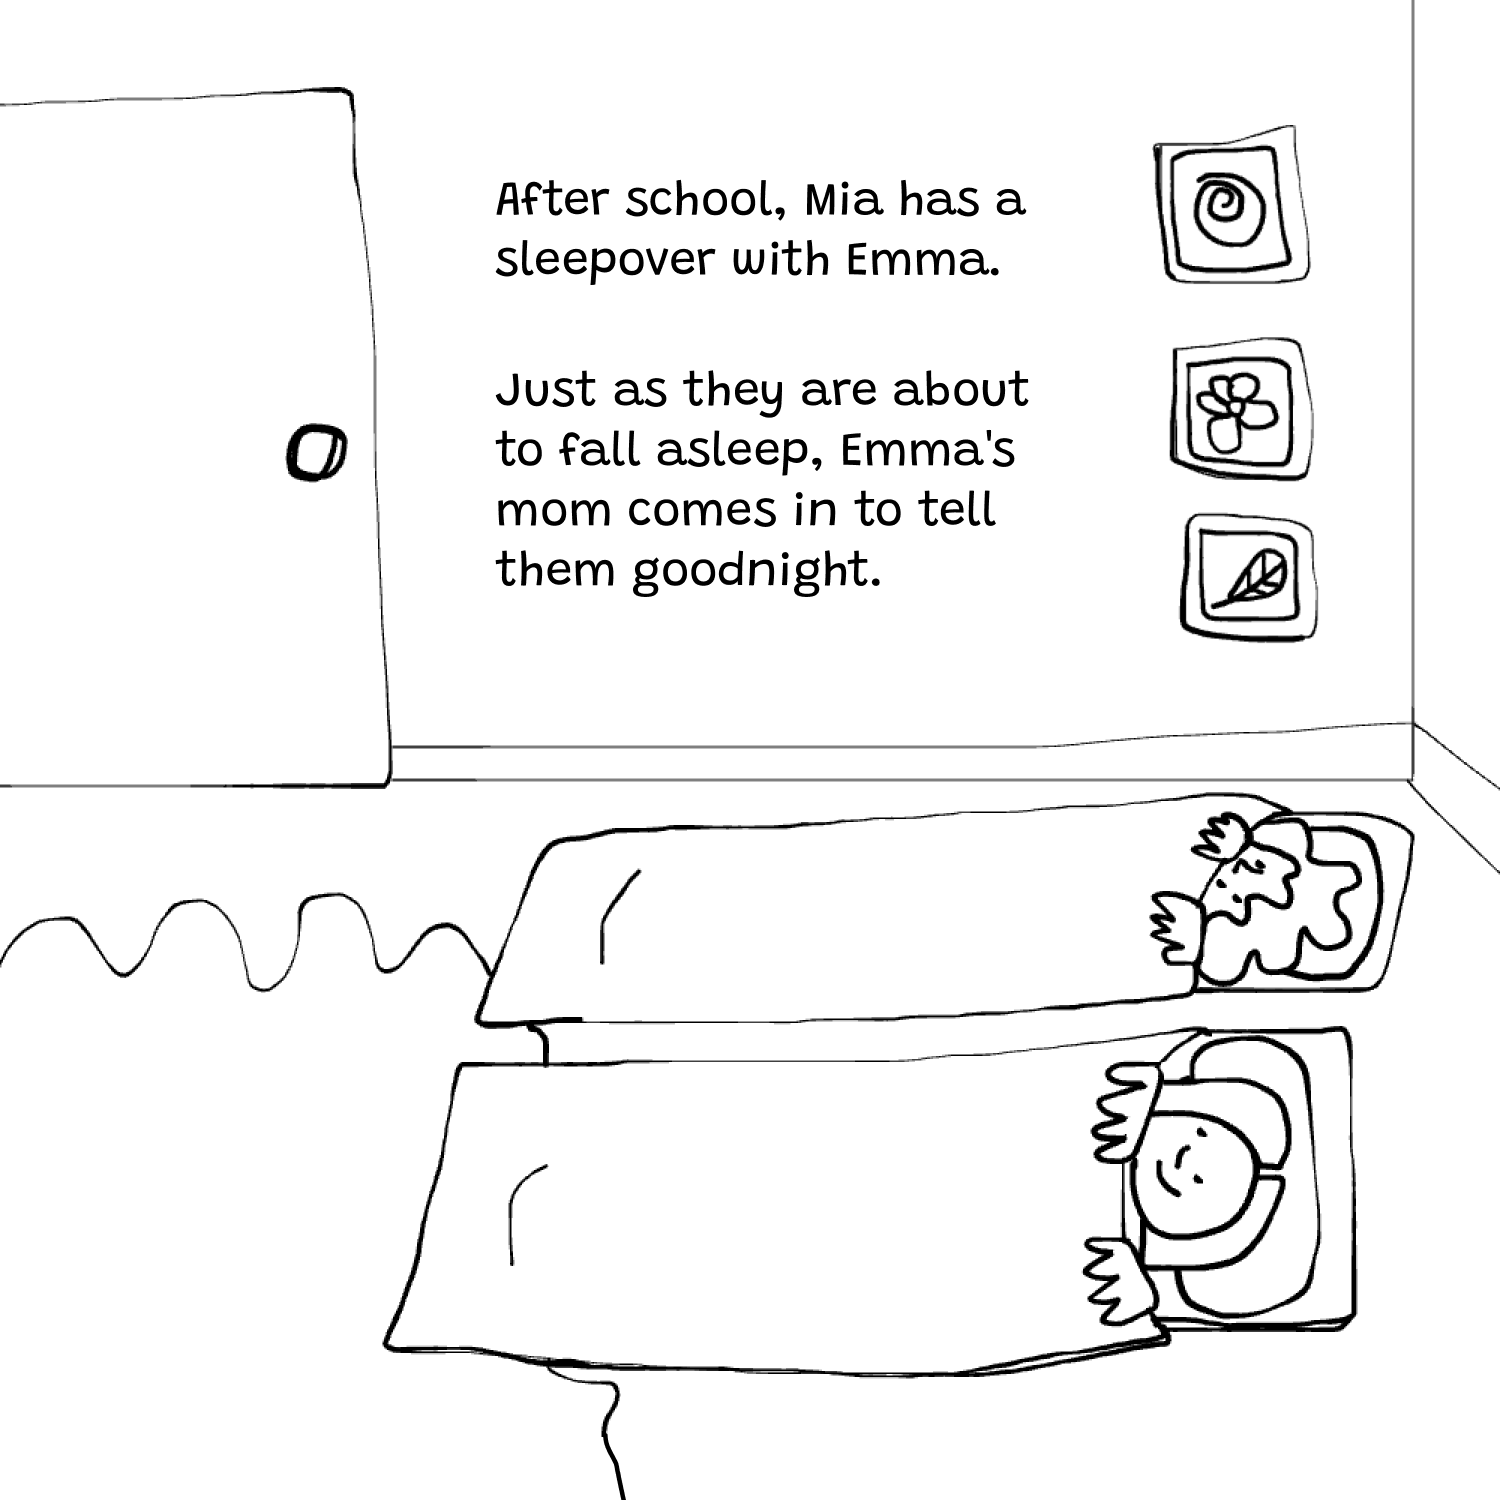 After school, Mia has a
sleepover with Emma.
Just as they are about
to fall asleep, Emma's
mom comes in to tell
them goodnight.